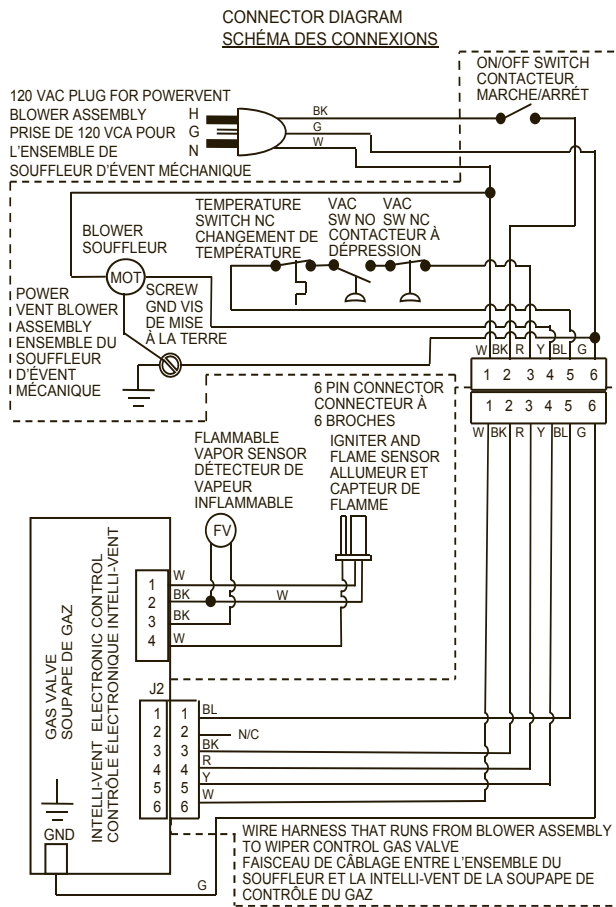 CONNECTOR DIAGRAM
SCHÉMA DES CONNEXIONS
ON/OFF SWITCH
CONTACTEUR
MARCHE/ARRÉT
120 VAC PLUG FOR POWERVENT
BLOWER ASSEMBLY
PRISE DE 120 VCA POUR
L'ENSEMBLE DE
SOUFFLEUR D'ÉVENT MÉCHANIQUE
H
G
N
BK
G
W
BLOWER
SOUFFLEUR
MOT
TEMPERATURE
SWITCH NC
CHANGEMENT DE
TEMPÉRATURE
VAC VAC
SW NO SW NC
CONTACTEUR À
DÉPRESSION
POWER
VENT BLOWER
ASSEMBLY
ENSEMBLE DU
SOUFFLEUR
D'ÉVENT
MÉCANIQUE
SCREW
GND VIS
DE MISE
À LA TERRE
W BK R Y BL G
1 2 3 4 5 6
1 2 3 4 5 6
W BK R Y BL G
6 PIN CONNECTOR
CONNECTEUR À
6 BROCHES
FLAMMABLE
VAPOR SENSOR
DÉTECTEUR DE
VAPEUR
INFLAMMABLE
FV
IGNITER AND
FLAME SENSOR
ALLUMEUR ET
CAPTEUR DE
FLAMME
GAS VALVE
SOUPAPE DE GAZ
INTELLI-VENT ELECTRONIC CONTROL
CONTRÔLE ÉLECTRONIQUE INTELLI-VENT
1 W
2 BK W
3 BK
4 W
J2
1 1 BL
2 2 N/C
3 3 BK
4 4 R
5 5 Y
6 6 W
GND
G
WIRE HARNESS THAT RUNS FROM BLOWER ASSEMBLY
TO WIPER CONTROL GAS VALVE
FAISCEAU DE CÂBLAGE ENTRE L'ENSEMBLE DU
SOUFFLEUR ET LA INTELLI-VENT DE LA SOUPAPE DE
CONTRÔLE DU GAZ